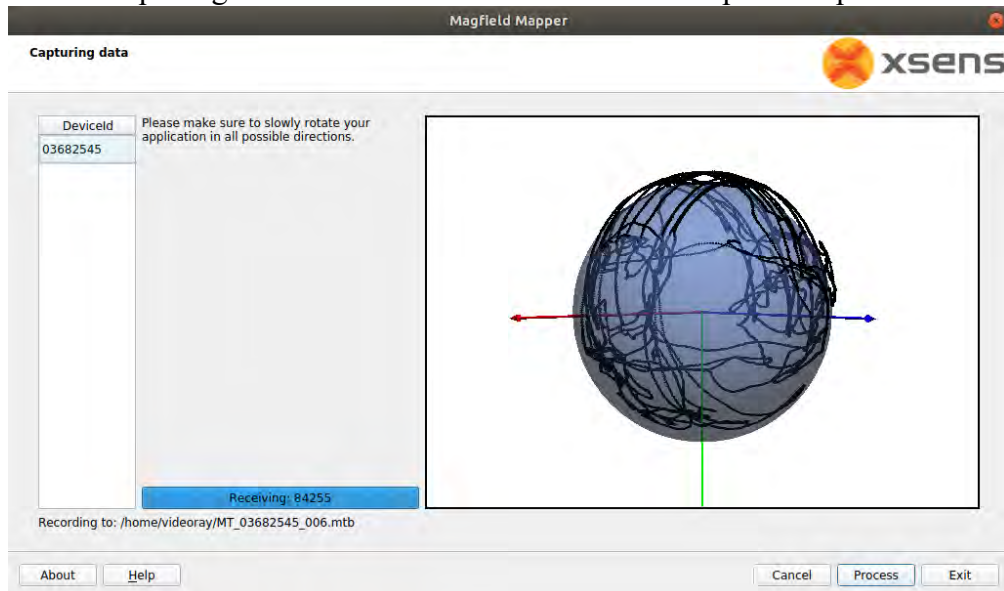 Magfield Mapper
Capturing data
xsens
DeviceId
03682545
Please make sure to slowly rotate your
application in all possible directions.
Receiving: 84255
Recording to: /home/videoray/MT_03682545_006.mtb
About
Help
Cancel
Process
Exit